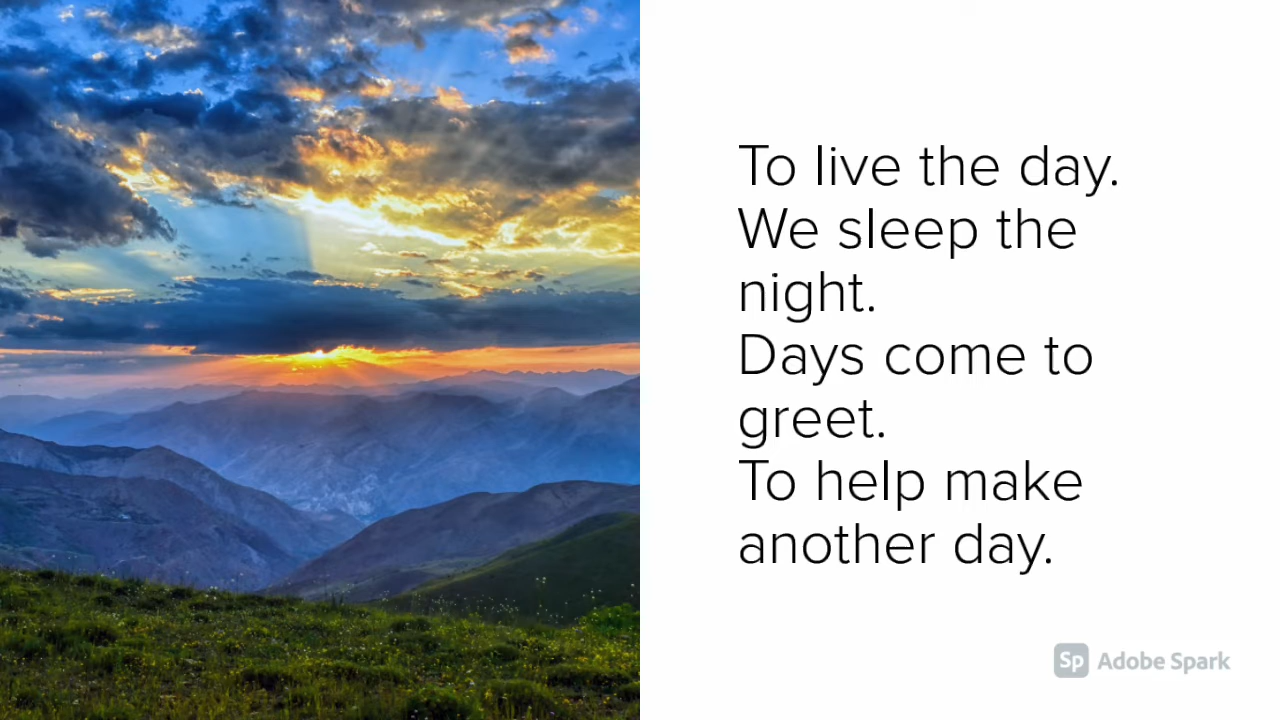 To live the day.
We sleep the
night.
Days come to
greet.
To help make
another day.
Sp Adobe Spark